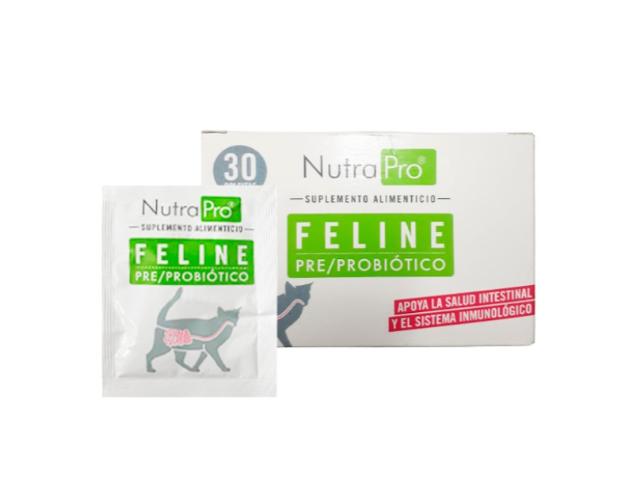 30
NutraPro®
SUPLEMENTO ALIMENTICIO
FELINE
PRE/PROBIÓTICO
APOYA LA SALUD INTESTINAL
Y EL SISTEMA INMUNOLÓGICO
NutraPro®
SUPLEMENTO ALIMENTICIO
FELINE
PRE/PROBIÓTICO